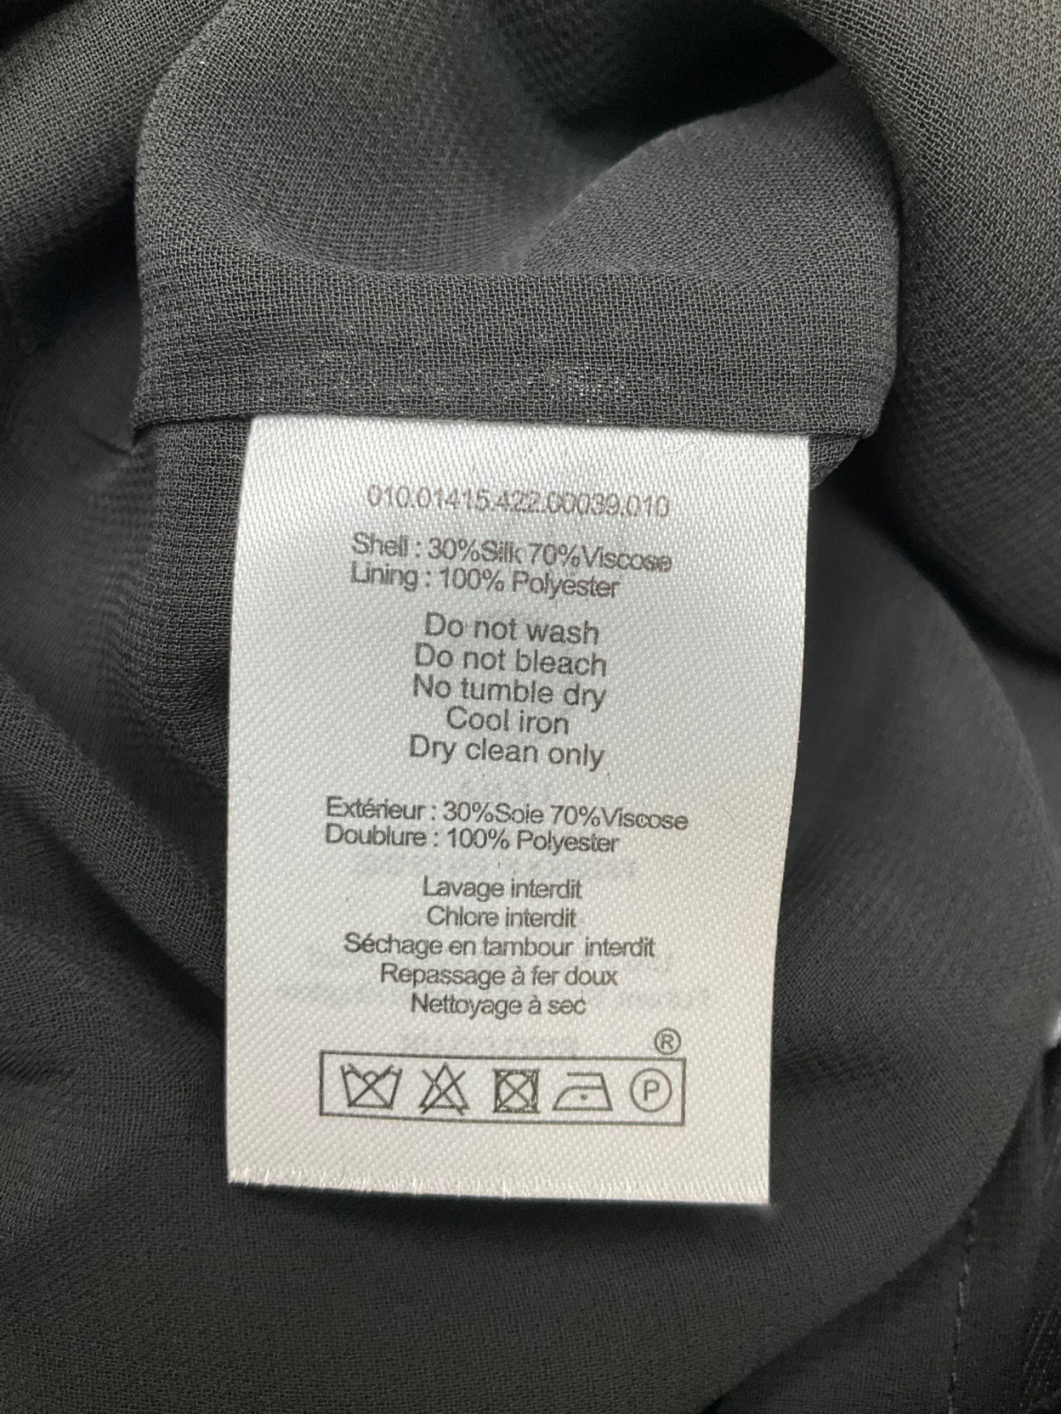 010.01415.422.00039.010
Shell : 30%Silk 70%Viscose
Lining : 100% Polyester
Do not wash
Do not bleach
No tumble dry
Cool iron
Dry clean only
Extérieur : 30%Soie 70%Viscose
Doublure : 100% Polyester
Lavage interdit
Chlore interdit
Séchage en tambour interdit
Repassage à fer doux
Nettoyage à sec
®
P